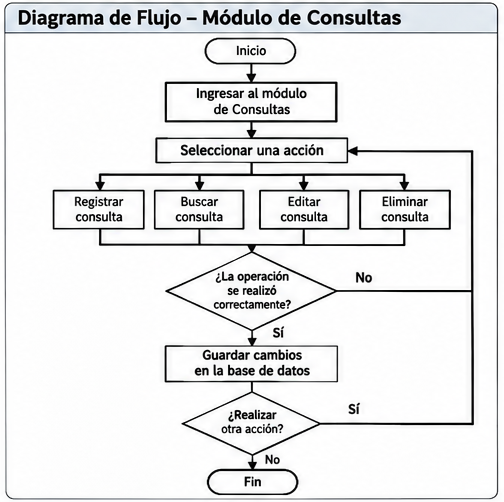 Diagrama de Flujo – Módulo de Consultas
Inicio
Ingresar al módulo
de Consultas
Seleccionar una acción
Registrar
consulta
Buscar
consulta
Editar
consulta
Eliminar
consulta
¿La operación
se realizó
correctamente?
No
Sí
Guardar cambios
en la base de datos
¿Realizar
otra acción?
Sí
No
Fin